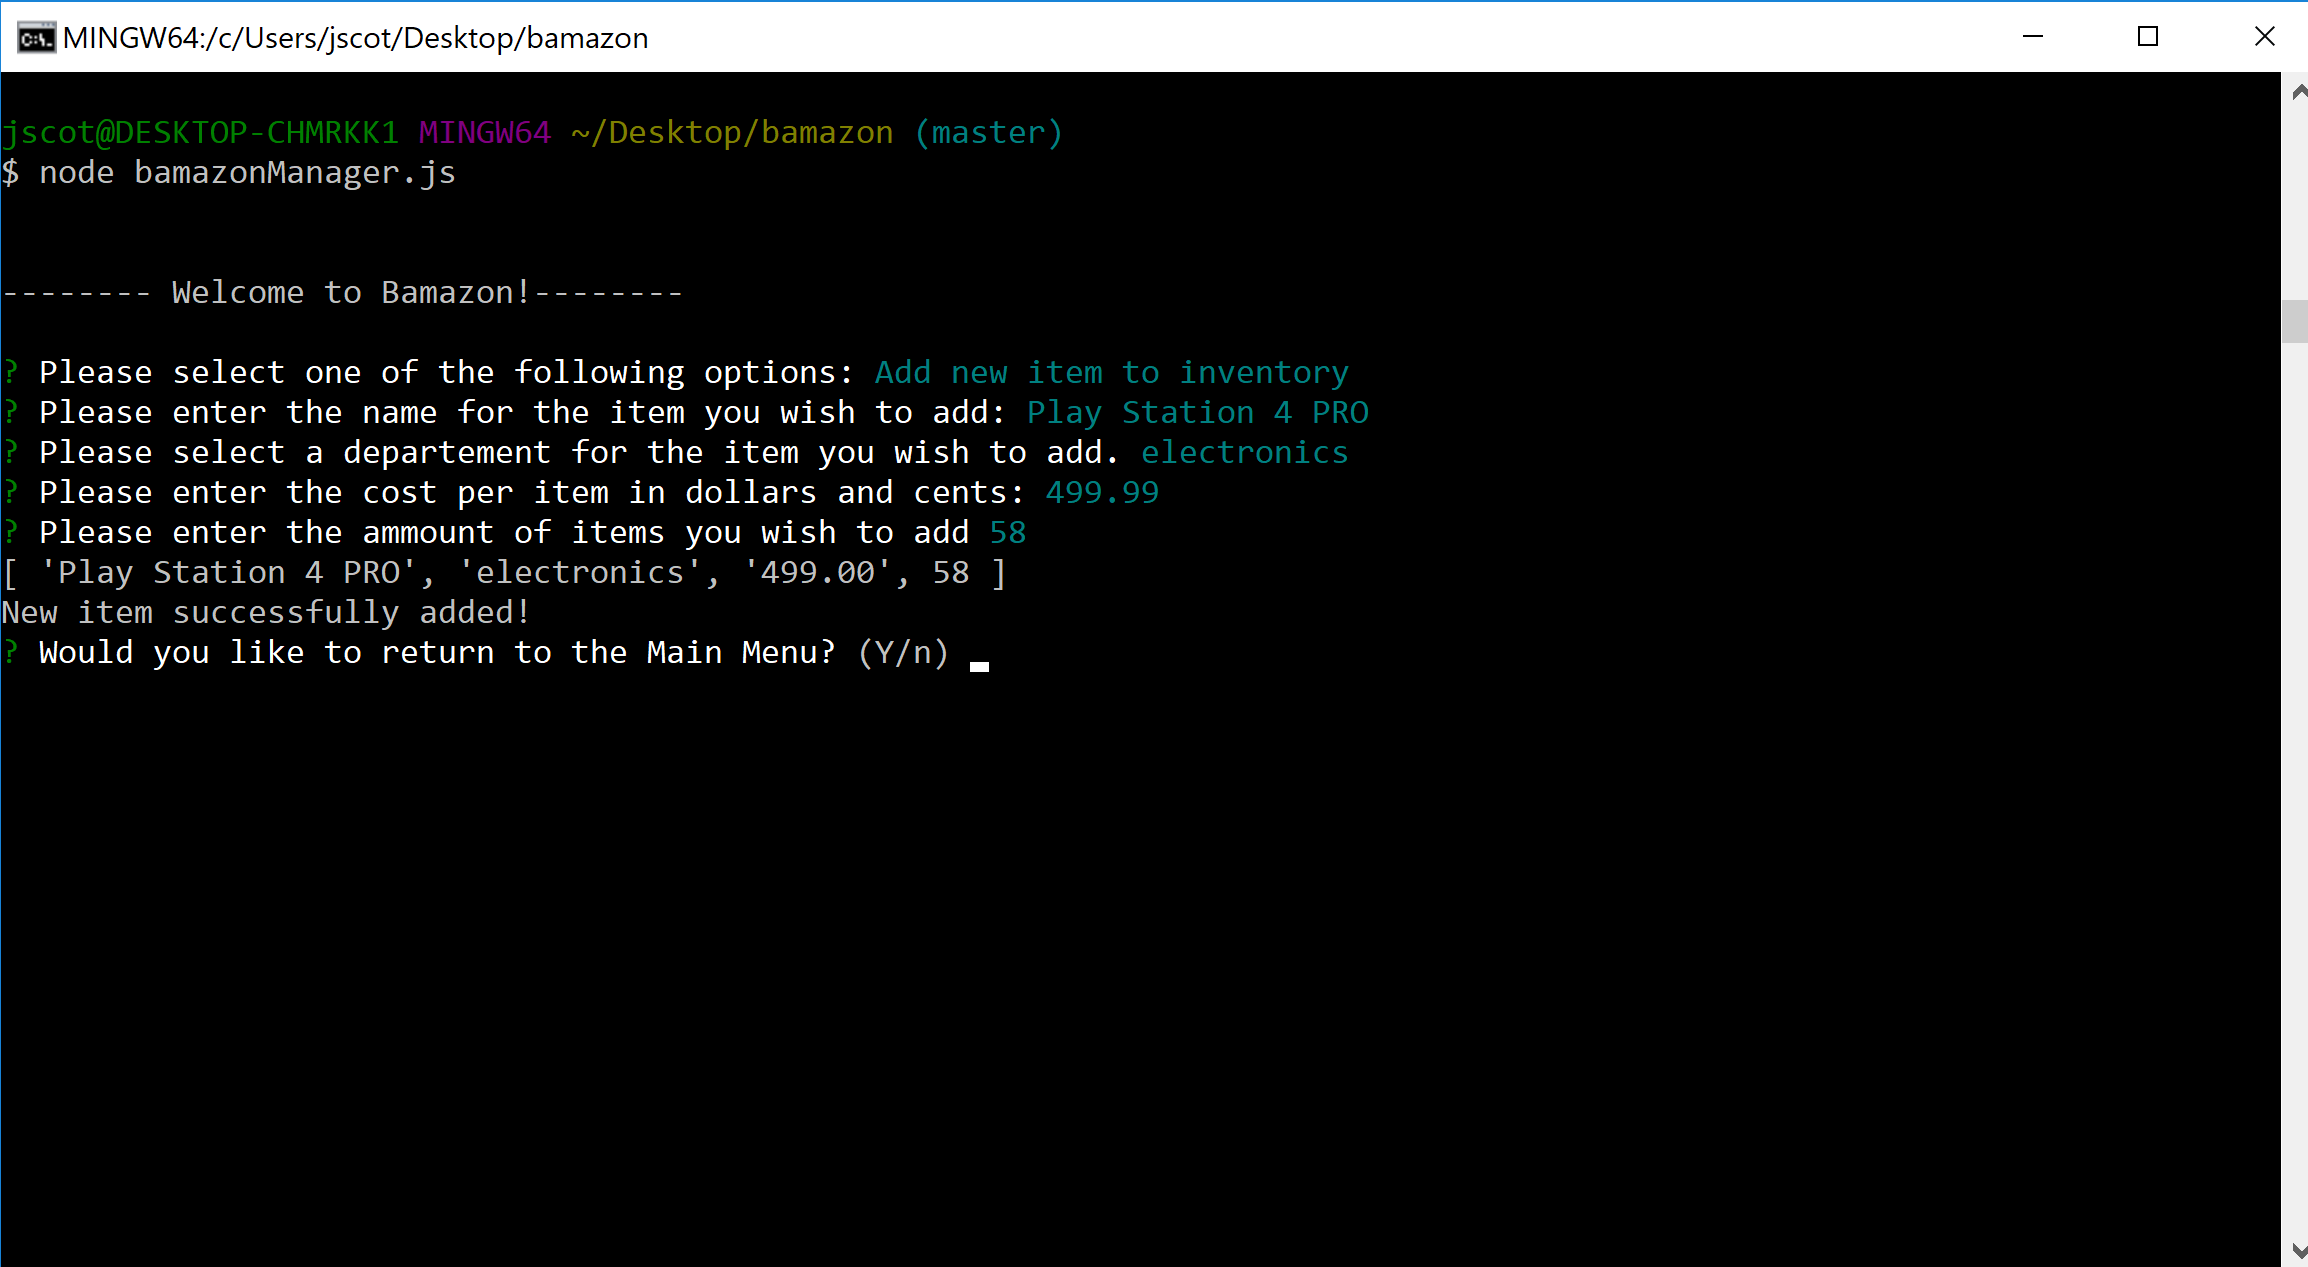 MINGW64:/c/Users/jscot/Desktop/bamazon
jscot@DESKTOP-CHMRKK1 MINGW64 ~/Desktop/bamazon (master)
$ node bamazonManager.js
-------- Welcome to Bamazon!--------
? Please select one of the following options: Add new item to inventory
? Please enter the name for the item you wish to add: Play Station 4 PRO
? Please select a departement for the item you wish to add. electronics
? Please enter the cost per item in dollars and cents: 499.99
? Please enter the ammount of items you wish to add 58
[ 'Play Station 4 PRO', 'electronics', '499.00', 58 ]
New item successfully added!
? Would you like to return to the Main Menu? (Y/n)